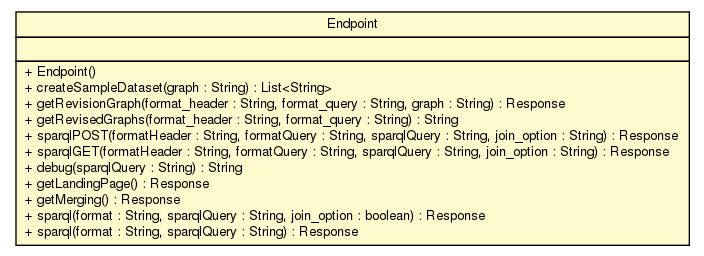 Endpoint
+ Endpoint()
+ createSampleDataset(graph : String) : List<String>
+ getRevisionGraph(format_header : String, format_query : String, graph : String) : Response
+ getRevisedGraphs(format_header : String, format_query : String) : String
+ sparqlPOST(formatHeader : String, formatQuery : String, sparqlQuery : String, join_option : String) : Response
+ sparqlGET(formatHeader : String, formatQuery : String, sparqlQuery : String, join_option : String) : Response
+ debug(sparqlQuery : String) : String
+ getLandingPage() : Response
+ getMerging() : Response
+ sparql(format : String, sparqlQuery : String, join_option : boolean) : Response
+ sparql(format : String, sparqlQuery : String) : Response